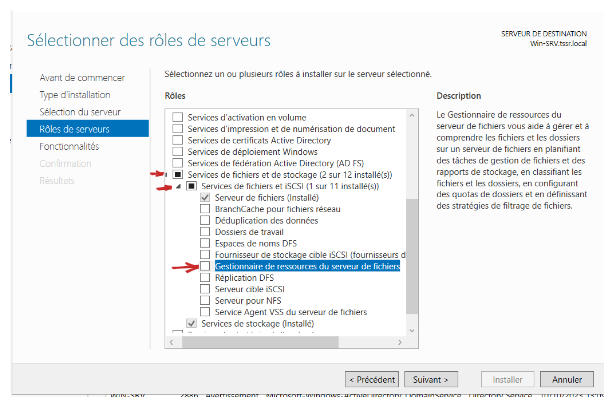 Sélectionner des rôles de serveurs
SERVEUR DE DESTINATION
Win-SRV.tssr.local
Avant de commencer
Type d'installation
Sélection du serveur
Rôles de serveurs
Fonctionnalités
Confirmation
Résultats
Sélectionnez un ou plusieurs rôles à installer sur le serveur sélectionné.
Rôles
Services d'activation en volume
Services d'impression et de numérisation de document
Services de certificats Active Directory
Services de déploiement Windows
Services de fédération Active Directory (AD FS)
Services de fichiers et de stockage (2 sur 12 installé(s))
Services de fichiers et iSCSI (1 sur 11 installé(s))
Serveur de fichiers (Installé)
BranchCache pour fichiers réseau
Déduplication des données
Dossiers de travail
Espaces de noms DFS
Fournisseur de stockage cible iSCSI (fournisseurs d
Gestionnaire de ressources du serveur de fichiers
Réplication DFS
Serveur cible iSCSI
Serveur pour NFS
Service Agent VSS du serveur de fichiers
Services de stockage (Installé)
Description
Le Gestionnaire de ressources du
serveur de fichiers vous aide à gérer et à
comprendre les fichiers et les dossiers
sur un serveur de fichiers en planifiant
des tâches de gestion de fichiers et des
rapports de stockage, en classifiant
les fichiers et les dossiers, en configurant
des quotas de dossiers et en définissant
des stratégies de filtrage de fichiers.
< Précédent
Suivant >
Installer
Annuler
WIN-SRV 2886 Avertissement Microsoft-Windows-ActiveDirectory_DomainService Directory Service